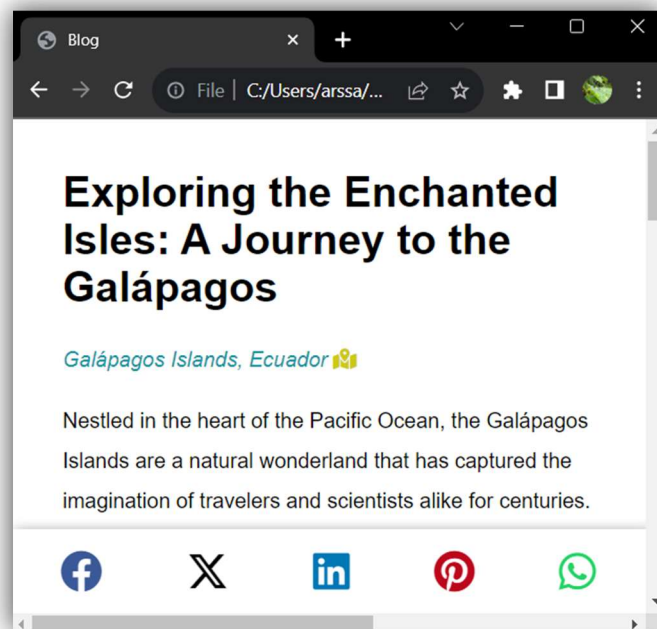 Blog
File
C:/Users/arssa/...
Exploring the Enchanted
Isles: A Journey to the
Galápagos
Galápagos Islands, Ecuador
Nestled in the heart of the Pacific Ocean, the Galápagos
Islands are a natural wonderland that has captured the
imagination of travelers and scientists alike for centuries.